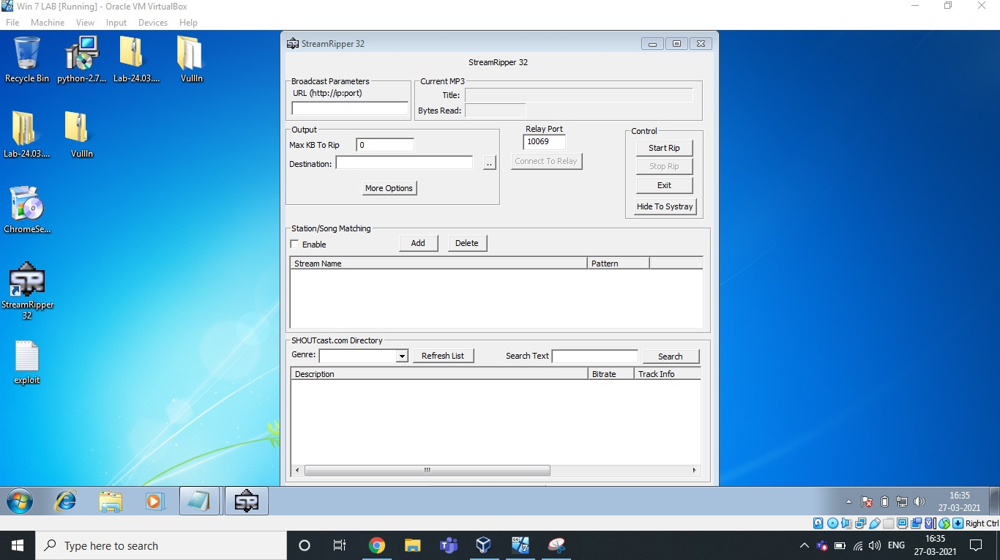 Win 7 LAB [Running] - Oracle VM VirtualBox
File Machine View Input Devices Help
Recycle Bin
python-2.7...
Lab-24.03....
VullIn
Lab-24.03....
VullIn
ChromeSe...
StreamRipper
32
exploit
StreamRipper 32
StreamRipper 32
Broadcast Parameters
URL (http://ip:port)
Current MP3
Title:
Bytes Read:
Output
Max KB To Rip 0
Destination: ..
More Options
Relay Port
10069
Connect To Relay
Control
Start Rip
Stop Rip
Exit
Hide To Systray
Station/Song Matching
Enable Add Delete
Stream Name Pattern
SHOUTcast.com Directory
Genre: Refresh List Search Text Search
Description Bitrate Track Info
16:35
27-03-2021
Right Ctrl
Type here to search
ENG
16:35
27-03-2021